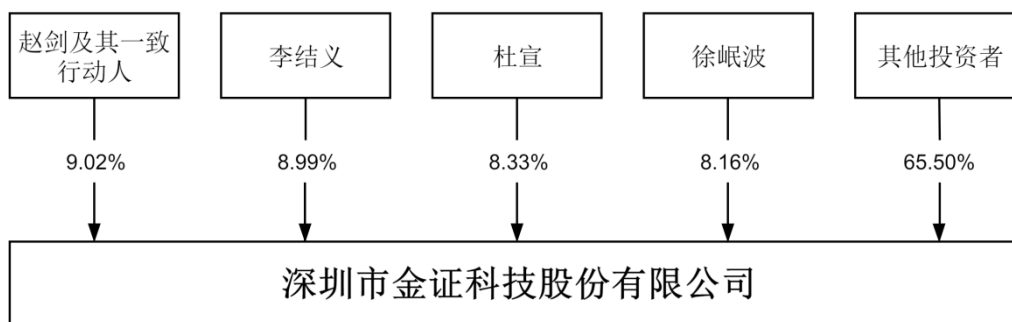 赵剑及其一致
行动人
李结义
杜宣
徐岷波
其他投资者
9.02%
8.99%
8.33%
8.16%
65.50%
深圳市金证科技股份有限公司